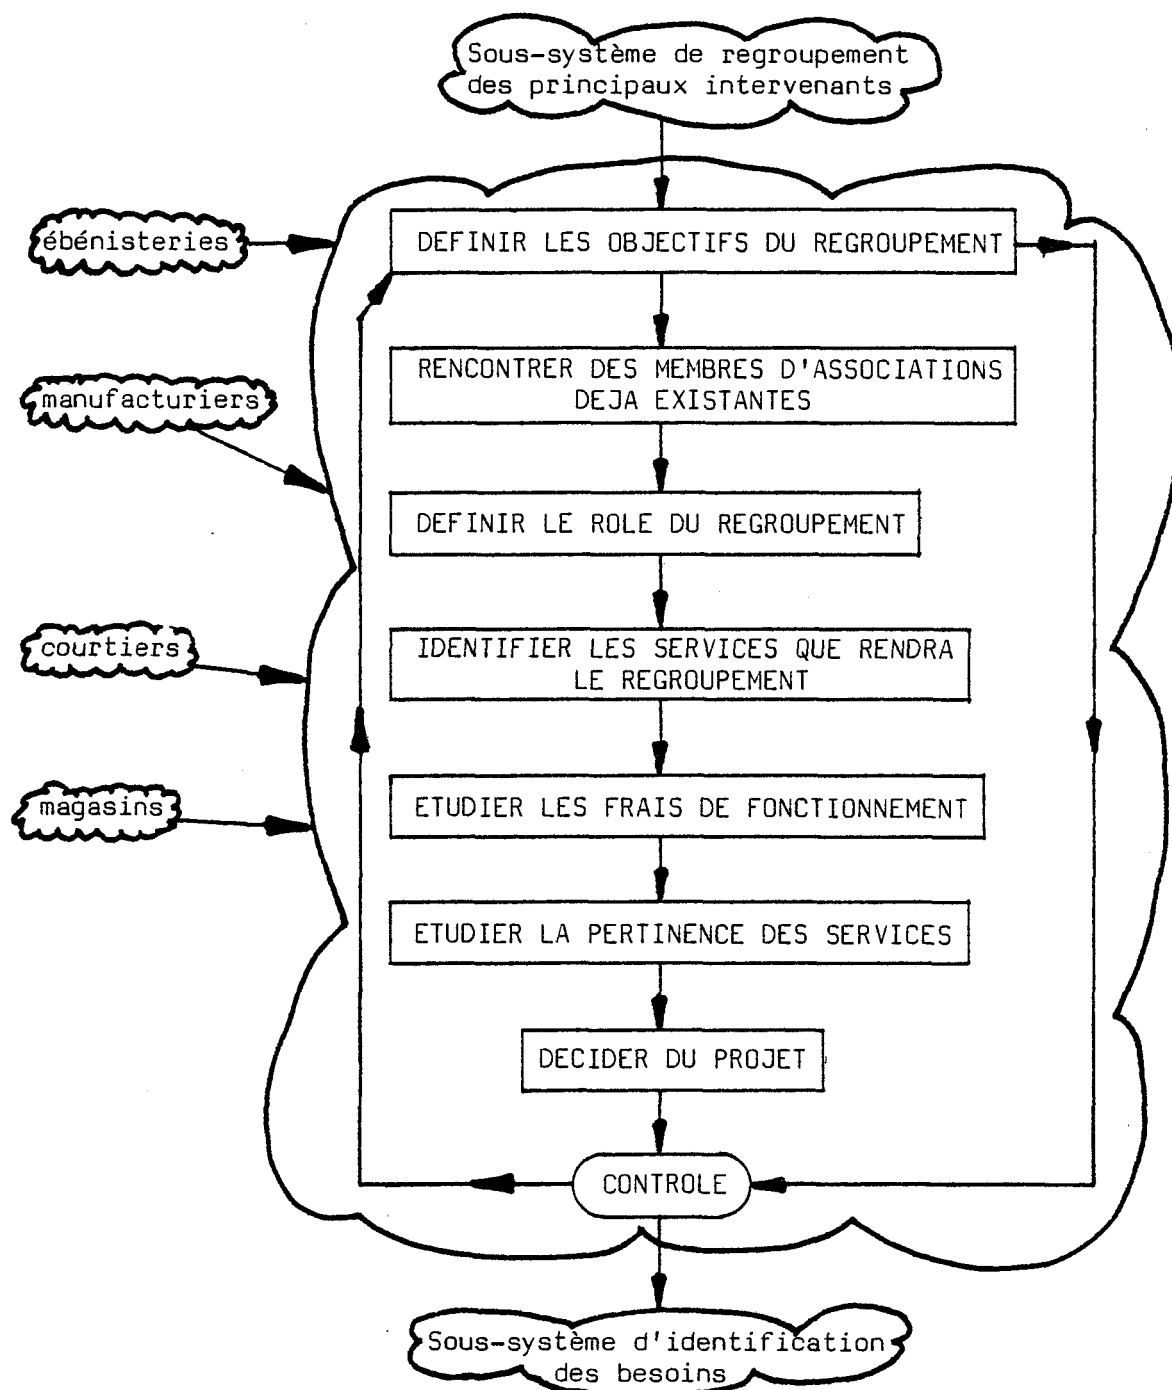 Sous-système de regroupement
des principaux intervenants
ébénisteries
DEFINIR LES OBJECTIFS DU REGROUPEMENT
RENCONTRER DES MEMBRES D'ASSOCIATIONS
DEJA EXISTANTES
manufacturiers
DEFINIR LE ROLE DU REGROUPEMENT
courtiers
IDENTIFIER LES SERVICES QUE RENDRA
LE REGROUPEMENT
magasins
ETUDIER LES FRAIS DE FONCTIONNEMENT
ETUDIER LA PERTINENCE DES SERVICES
DECIDER DU PROJET
CONTROLE
Sous-système d'identification
des besoins